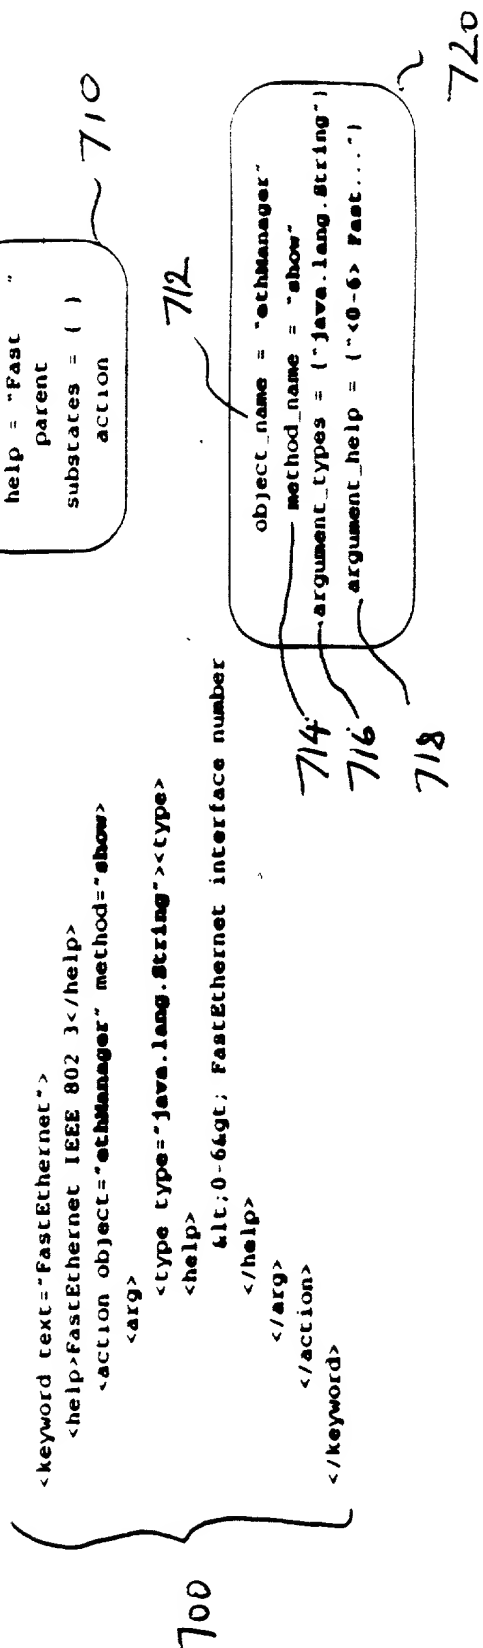 700
<keyword text="FastEthernet">
<help>FastEthernet IEEE 802 3</help>
<action object="ethManager" method="show>
<arg>
<type type="java.lang.String"><type>
<help>
&lt;0-6&gt; FastEthernet interface number
</help>
</arg>
</action>
</keyword>
help = "Fast "
parent
substates = { }
action
710
712
object_name = "ethManager"
method_name = "show"
argument_types = {"java.lang.String"}
argument_help = {"<0-6> Fast..."}
714
716
718
720